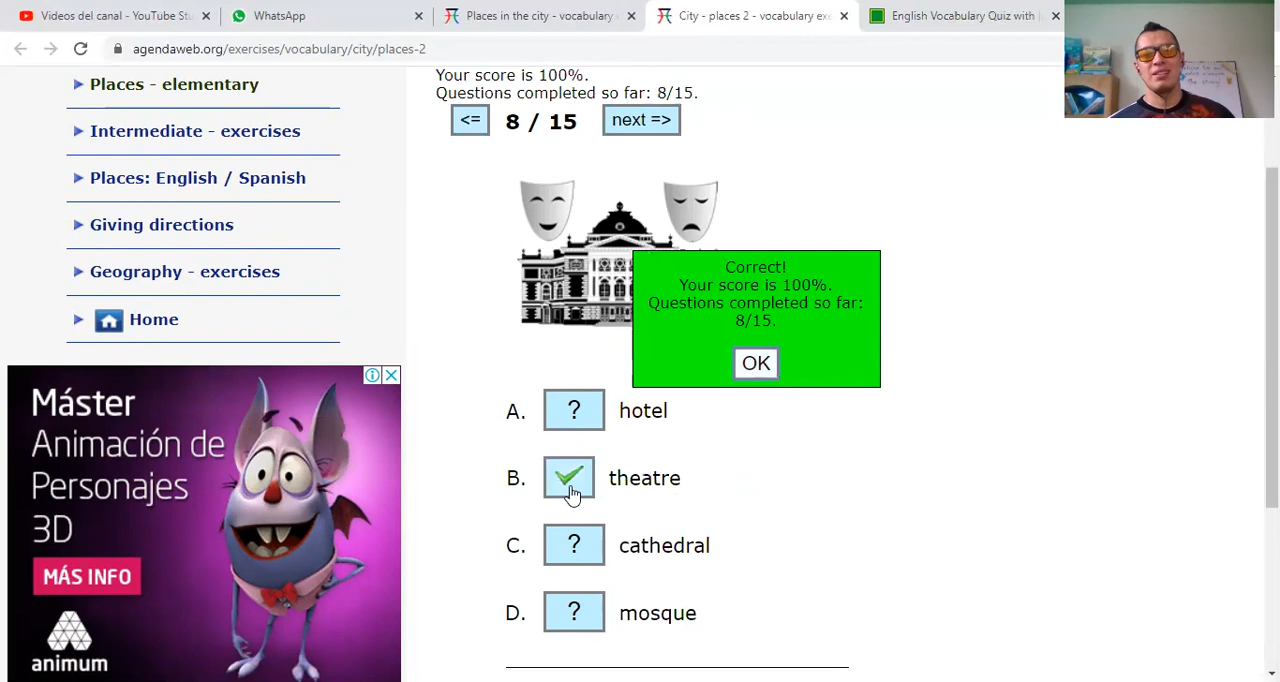 Videos del canal - YouTube Stu
WhatsApp
Places in the city - vocabulary
City - places 2 - vocabulary exe
English Vocabulary Quiz with
agendaweb.org/exercises/vocabulary/city/places-2
Places - elementary
Intermediate - exercises
Places: English / Spanish
Giving directions
Geography - exercises
Home
Your score is 100%.
Questions completed so far: 8/15.
<= 8 / 15 next =>
Correct!
Your score is 100%.
Questions completed so far:
8/15.
OK
A. ? hotel
B. theatre
C. ? cathedral
D. ? mosque
Máster
Animación de
Personajes
3D
MÁS INFO
animum